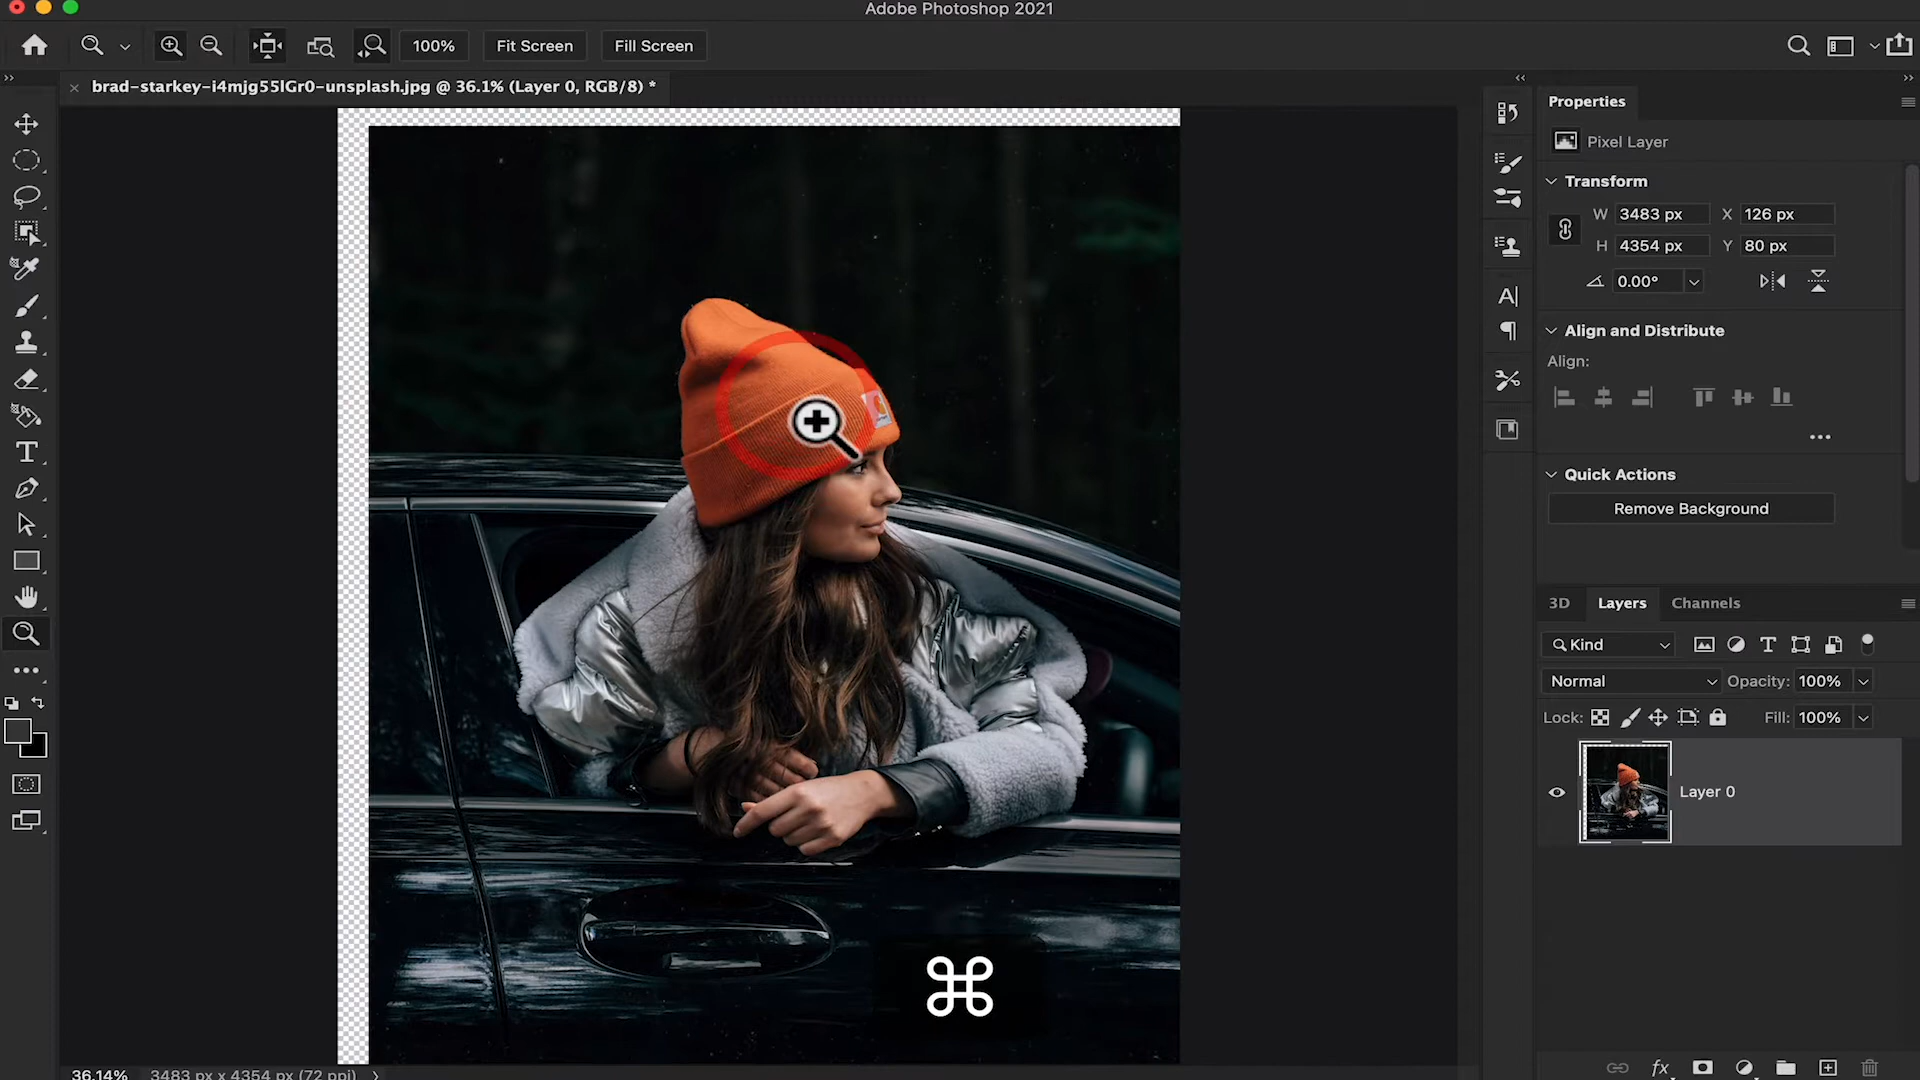 Adobe Photoshop 2021
100%
Fit Screen
Fill Screen
brad-starkey-i4mjg55lGr0-unsplash.jpg @ 36.1% (Layer 0, RGB/8) *
Properties
Pixel Layer
Transform
W 3483 px X 126 px
H 4354 px Y 80 px
0.00°
Align and Distribute
Align:
Quick Actions
Remove Background
3D Layers Channels
Kind
Normal Opacity: 100%
Lock: Fill: 100%
Layer 0
36.14% 3483 px x 4354 px (72 ppi)